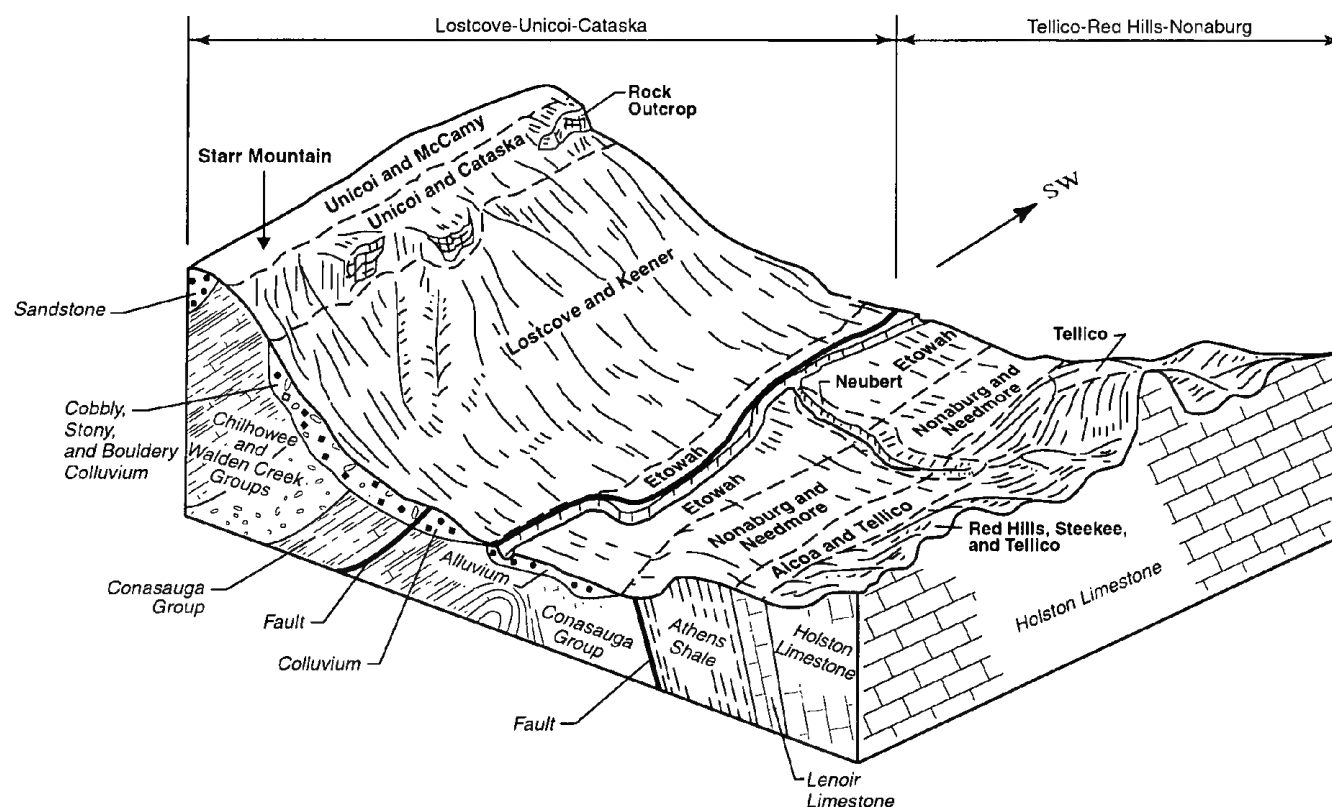 Lostcove-Unicoi-Cataska
Tellico-Red Hills-Nonaburg
Rock
Outcrop
Starr Mountain
Unicoi and McCamy
Unicoi and Cataska
SW
Lostcove and Keener
Sandstone
Tellico
Etowah
Neubert
Nonaburg and
Needmore
Cobbly,
Stony,
and Bouldery
Colluvium
Chilhowee
and
Walden Creek
Groups
Etowah
Etowah
Nonaburg and
Needmore
Alcoa and Tellico
Red Hills, Steekee,
and Tellico
Alluvium
Conasauga
Group
Fault
Colluvium
Conasauga
Group
Athens
Shale
Holston
Limestone
Holston Limestone
Fault
Lenoir
Limestone